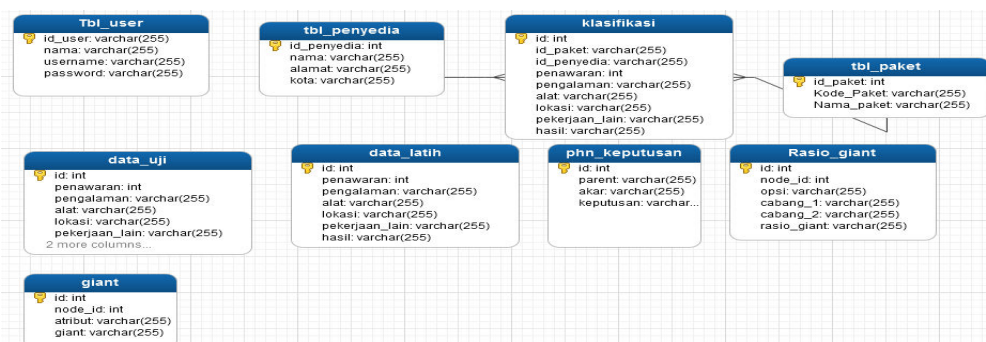 Tbl_user
id_user: varchar(255)
nama: varchar(255)
username: varchar(255)
password: varchar(255)
tbl_penyedia
id_penyedia: int
nama: varchar(255)
alamat: varchar(255)
kota: varchar(255)
klasifikasi
id: int
id_paket: varchar(255)
id_penyedia: varchar(255)
penawaran: int
pengalaman: varchar(255)
alat: varchar(255)
lokasi: varchar(255)
pekerjaan_lain: varchar(255)
hasil: varchar(255)
tbl_paket
id_paket: int
Kode_Paket: varchar(255)
Nama_paket: varchar(255)
data_uji
id: int
penawaran: int
pengalaman: varchar(255)
alat: varchar(255)
lokasi: varchar(255)
pekerjaan_lain: varchar(255)
2 more columns...
data_latih
id: int
penawaran: int
pengalaman: varchar(255)
alat: varchar(255)
lokasi: varchar(255)
pekerjaan_lain: varchar(255)
hasil: varchar(255)
phn_keputusan
id: int
parent: varchar(255)
akar: varchar(255)
keputusan: varchar...
Rasio_giant
id: int
node_id: int
opsi: varchar(255)
cabang_1: varchar(255)
cabang_2: varchar(255)
rasio_giant: varchar(255)
giant
id: int
node_id: int
atribut: varchar(255)
giant: varchar(255)